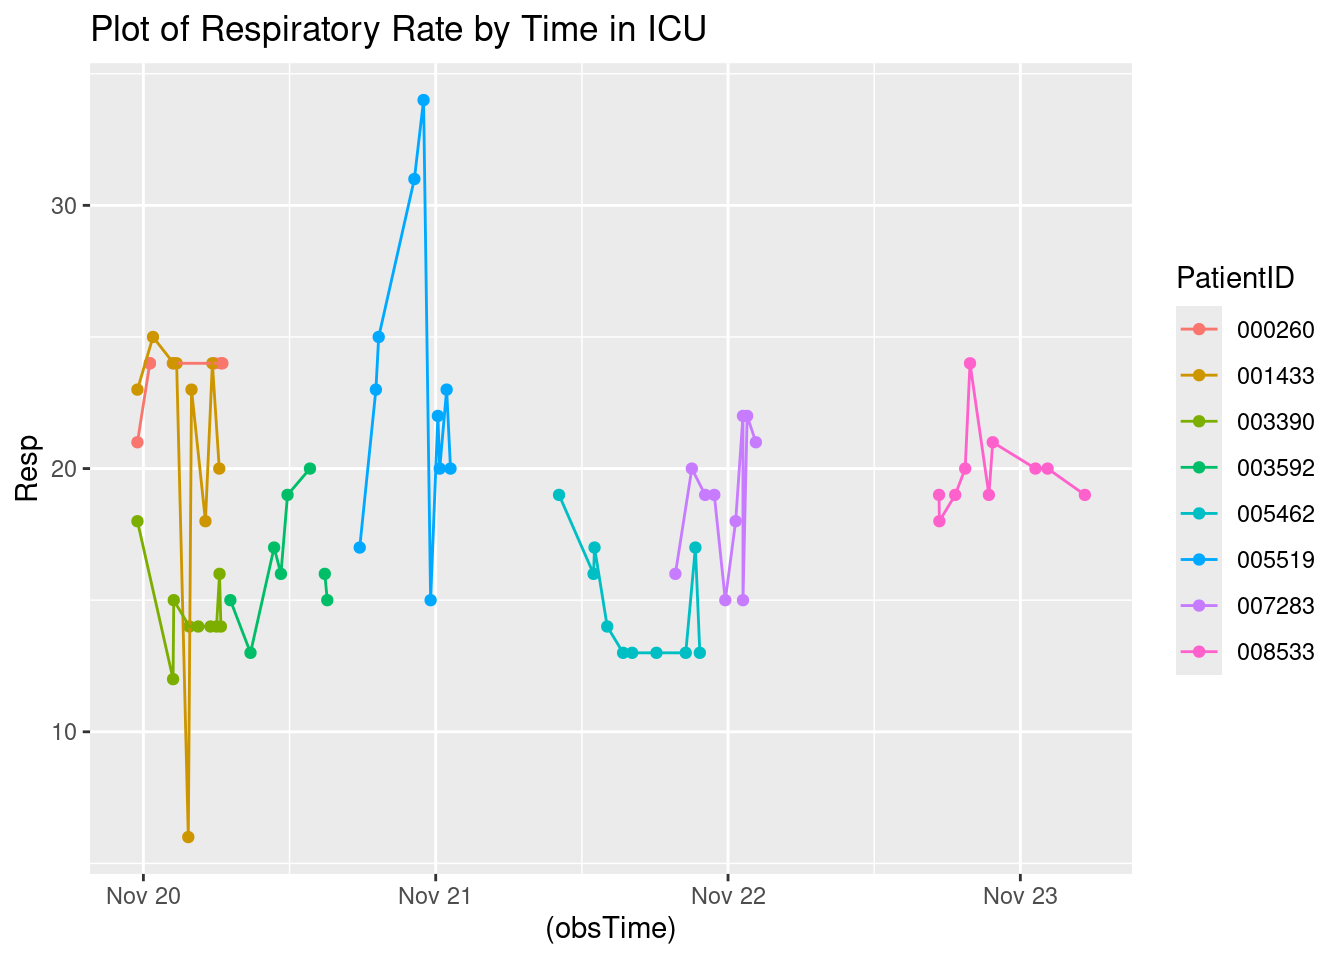 Plot of Respiratory Rate by Time in ICU
Resp
30
20
10
Nov 20
Nov 21
Nov 22
Nov 23
(obsTime)
PatientID
000260
001433
003390
003592
005462
005519
007283
008533